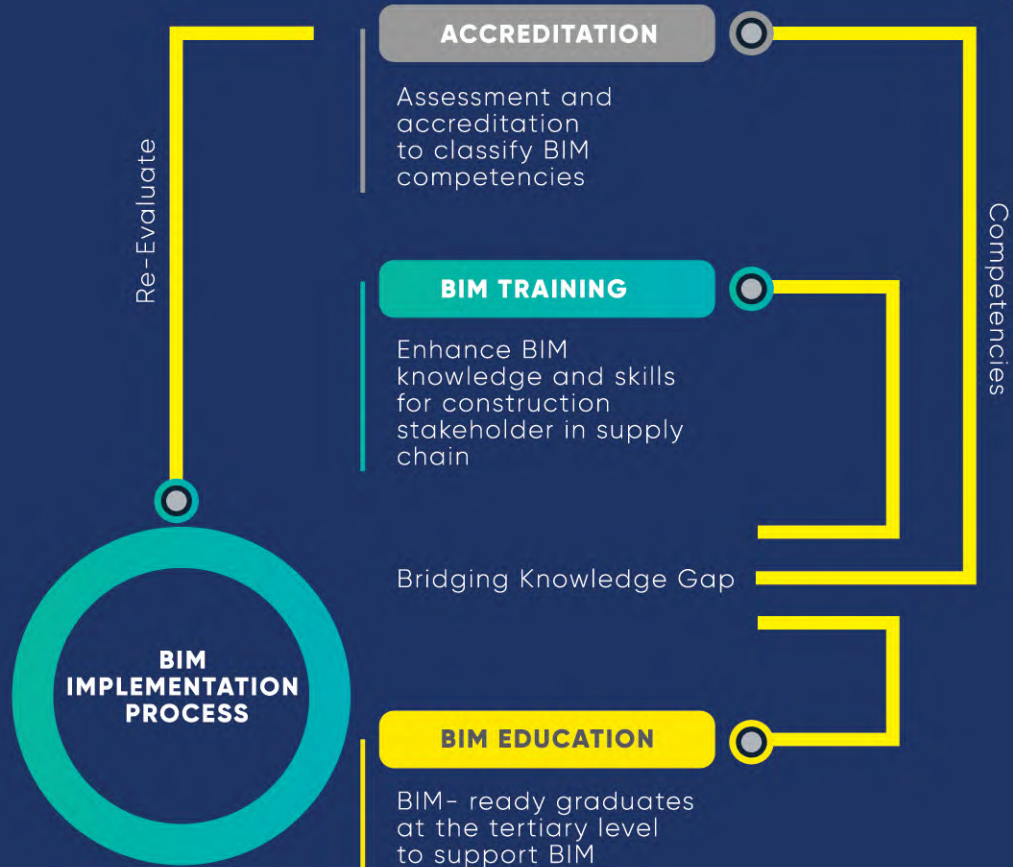 ACCREDITATION
Assessment and
accreditation
to classify BIM
competencies
Re-Evaluate
Competencies
BIM TRAINING
Enhance BIM
knowledge and skills
for construction
stakeholder in supply
chain
Bridging Knowledge Gap
BIM
IMPLEMENTATION
PROCESS
BIM EDUCATION
BIM- ready graduates
at the tertiary level
to support BIM